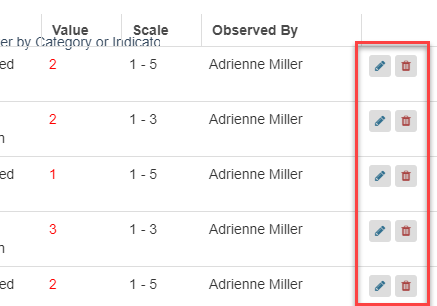 Value Scale Observed By
er by Category or Indicato
ed 2 1 - 5 Adrienne Miller
2 1 - 3 Adrienne Miller
n
ed 1 1 - 5 Adrienne Miller
3 1 - 3 Adrienne Miller
n
ed 2 1 - 5 Adrienne Miller